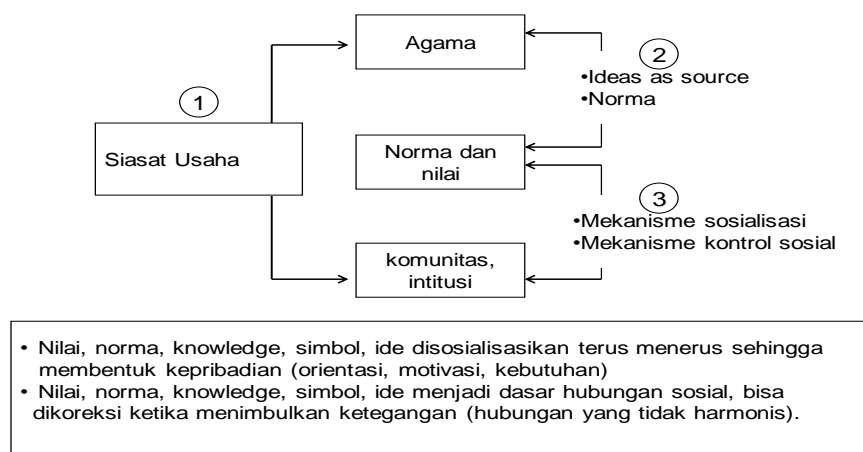 Agama
2
•Ideas as source
•Norma
1
Siasat Usaha
Norma dan
nilai
3
•Mekanisme sosialisasi
•Mekanisme kontrol sosial
komunitas,
intitusi
• Nilai, norma, knowledge, simbol, ide disosialisasikan terus menerus sehingga
membentuk kepribadian (orientasi, motivasi, kebutuhan)
• Nilai, norma, knowledge, simbol, ide menjadi dasar hubungan sosial, bisa
dikoreksi ketika menimbulkan ketegangan (hubungan yang tidak harmonis).